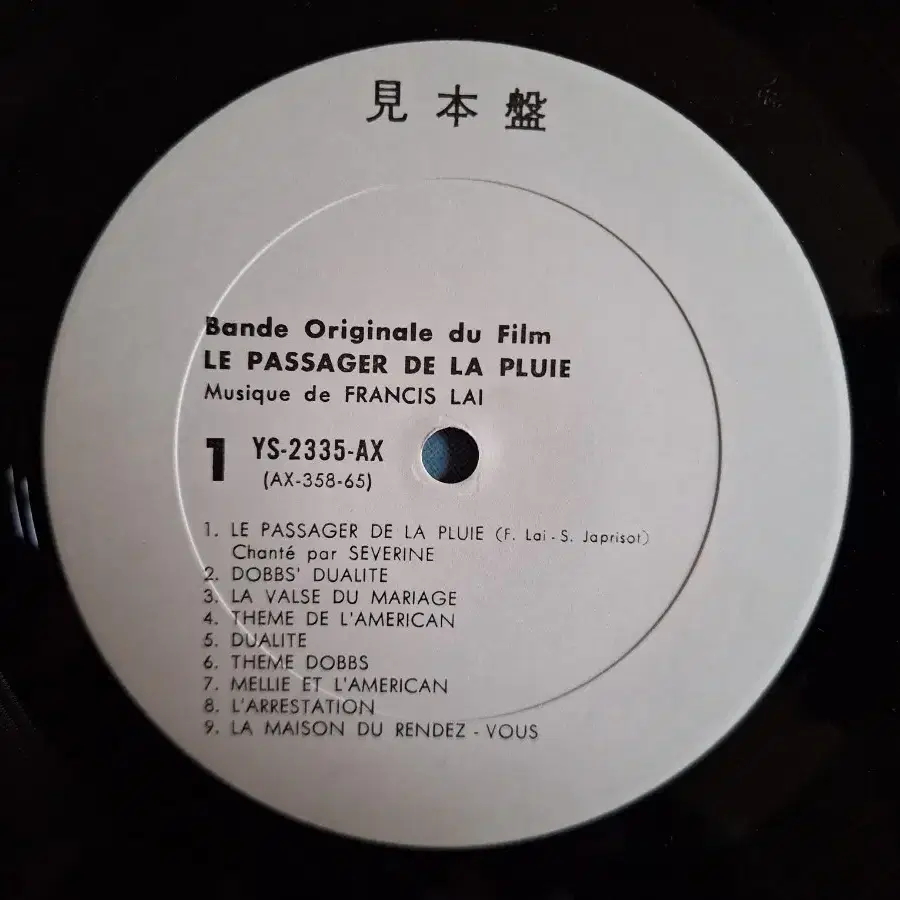 見本盤
Bande Originale du Film
LE PASSAGER DE LA PLUIE
Musique de FRANCIS LAI
1 YS-2335-AX
(AX-358-65)
1. LE PASSAGER DE LA PLUIE (F. Lai - S. Japrisot)
Chanté par SEVERINE
2. DOBBS' DUALITE
3. LA VALSE DU MARIAGE
4. THEME DE L'AMERICAN
5. DUALITE
6. THEME DOBBS
7. MELLIE ET L'AMERICAN
8. L'ARRESTATION
9. LA MAISON DU RENDEZ - VOUS